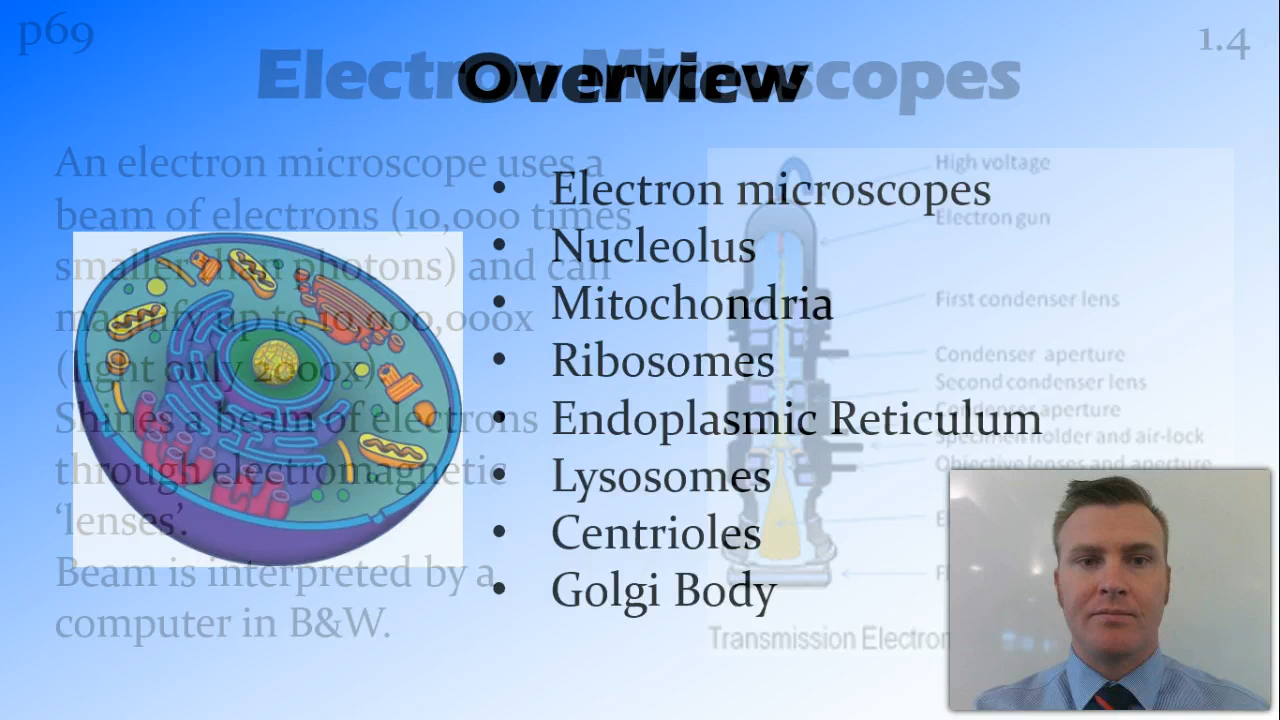 p69
1.4
Electron Microscopes
Overview
An electron microscope uses a
beam of electrons (10,000 times
smaller than photons) and can
magnify up to 10,000,000x
(light only 2000x)
Shines a beam of electrons
through electromagnetic
‘lenses’.
Beam is interpreted by a
computer in B&W.
• Electron microscopes
• Nucleolus
• Mitochondria
• Ribosomes
• Endoplasmic Reticulum
• Lysosomes
• Centrioles
• Golgi Body
High voltage
Electron gun
First condenser lens
Condenser aperture
Second condenser lens
Condenser aperture
Specimen holder and air-lock
Objective lenses and aperture
Transmission Electron